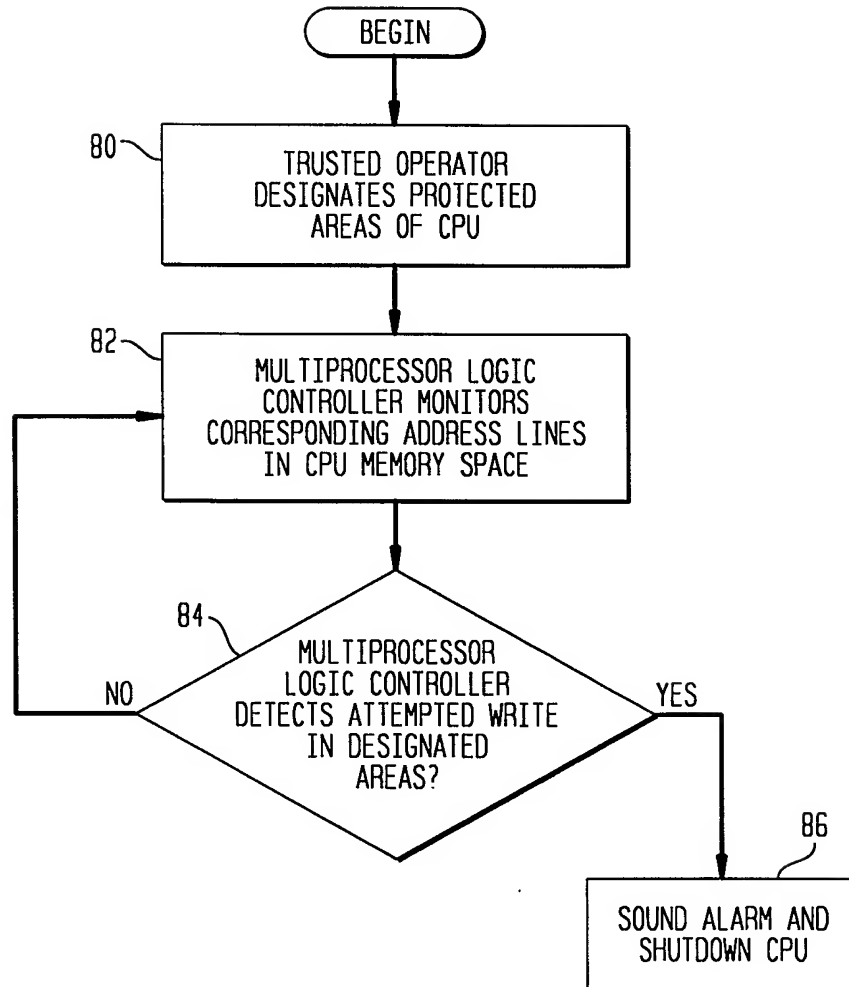 BEGIN
80
TRUSTED OPERATOR
DESIGNATES PROTECTED
AREAS OF CPU
82
MULTIPROCESSOR LOGIC
CONTROLLER MONITORS
CORRESPONDING ADDRESS LINES
IN CPU MEMORY SPACE
84
MULTIPROCESSOR
LOGIC CONTROLLER
DETECTS ATTEMPTED WRITE
IN DESIGNATED
AREAS?
NO
YES
86
SOUND ALARM AND
SHUTDOWN CPU